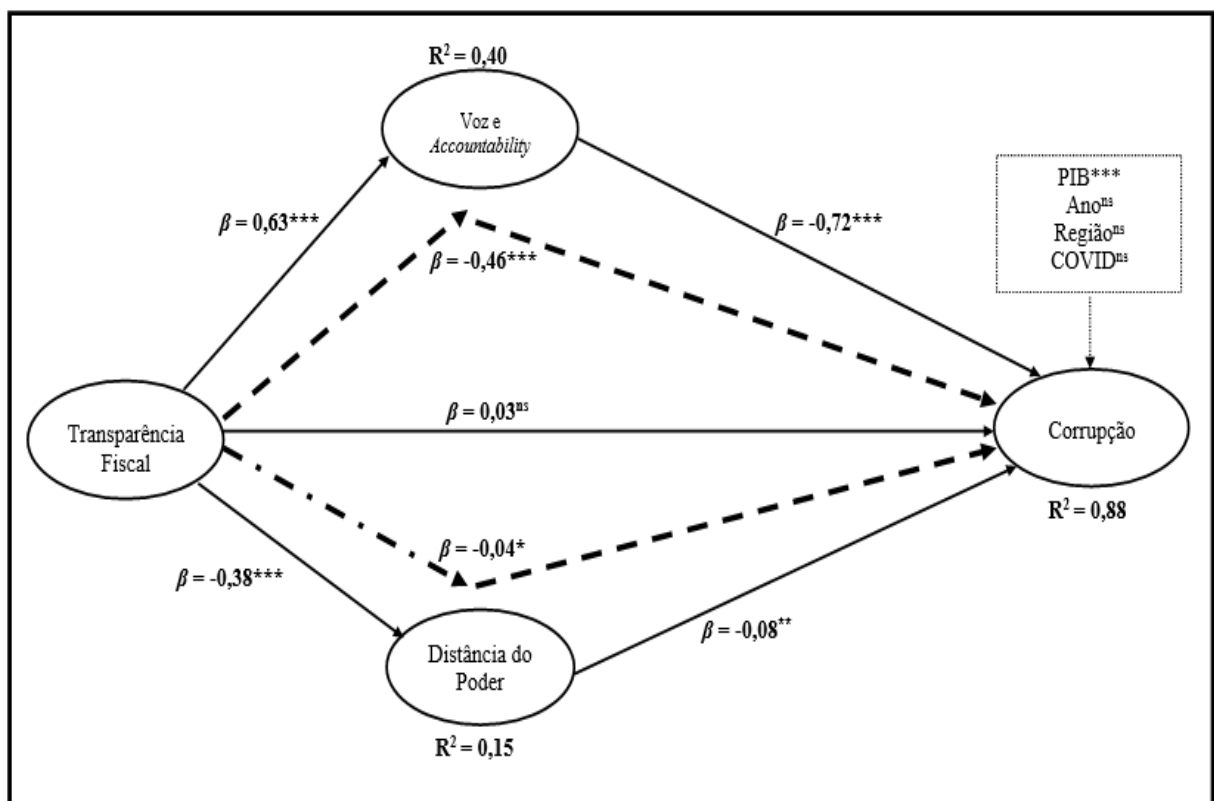 R² = 0,40
Voz e
Accountability
PIB***
Ano^ns
Região^ns
COVID^ns
β = 0,63***
β = -0,72***
β = -0,46***
β = 0,03^ns
Transparência
Fiscal
Corrupção
R² = 0,88
β = -0,04*
β = -0,38***
β = -0,08**
Distância do
Poder
R² = 0,15